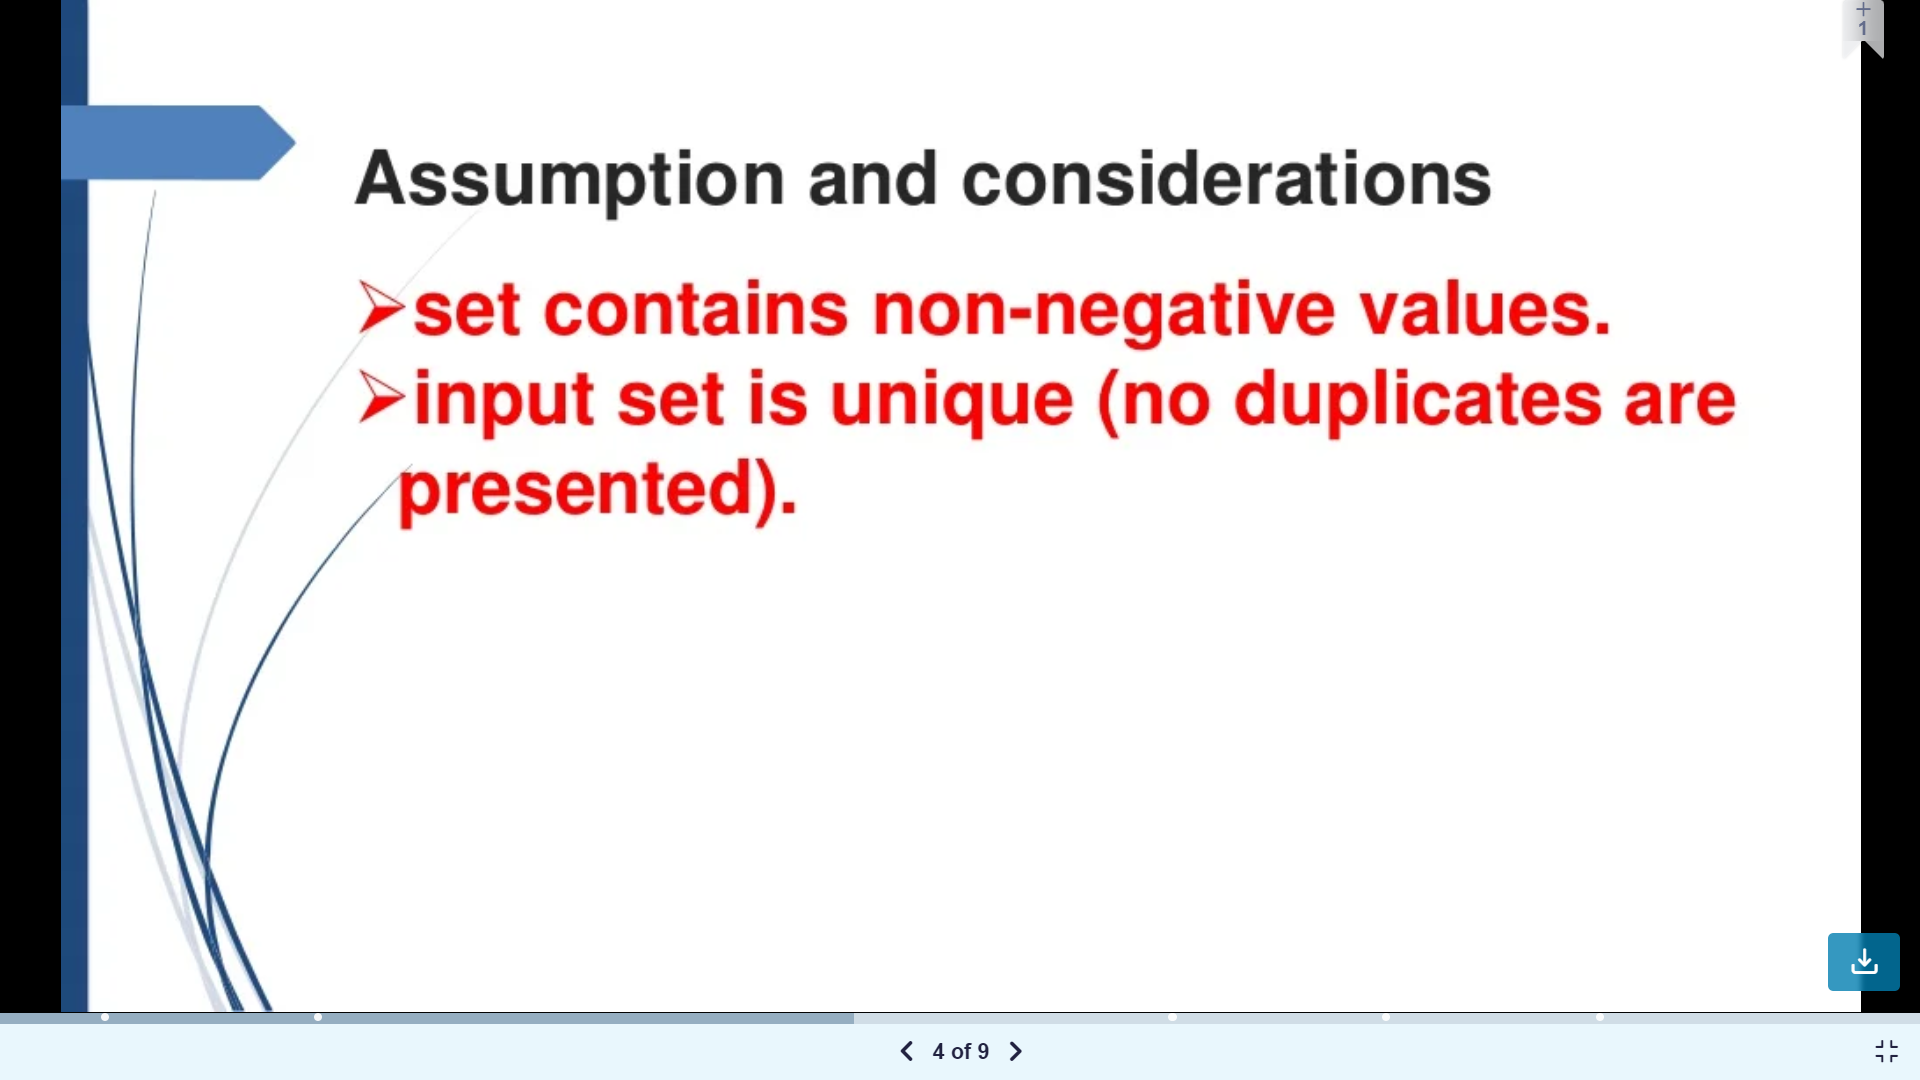 +
1
Assumption and considerations
➢set contains non-negative values.
➢input set is unique (no duplicates are
presented).
4 of 9